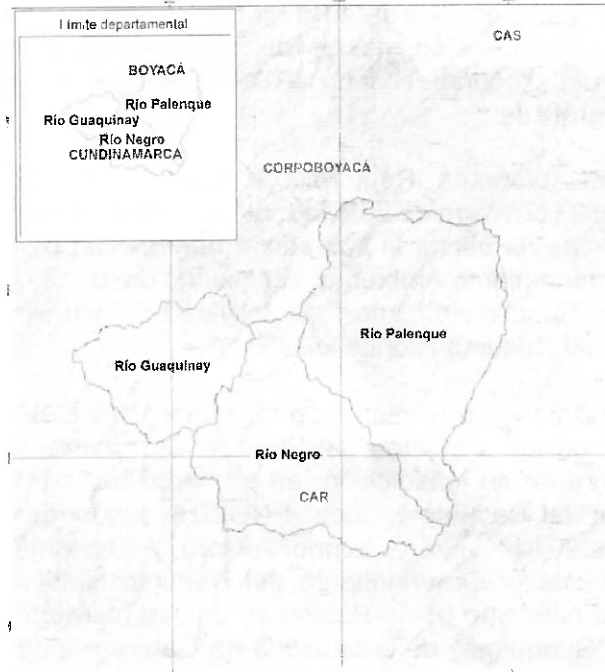 Límite departamental
CAS
BOYACÁ
Río Palenque
Río Guaquinay
Río Negro
CUNDINAMARCA
CORPOBOYACÁ
Río Palenque
Río Guaquinay
Río Negro
CAR